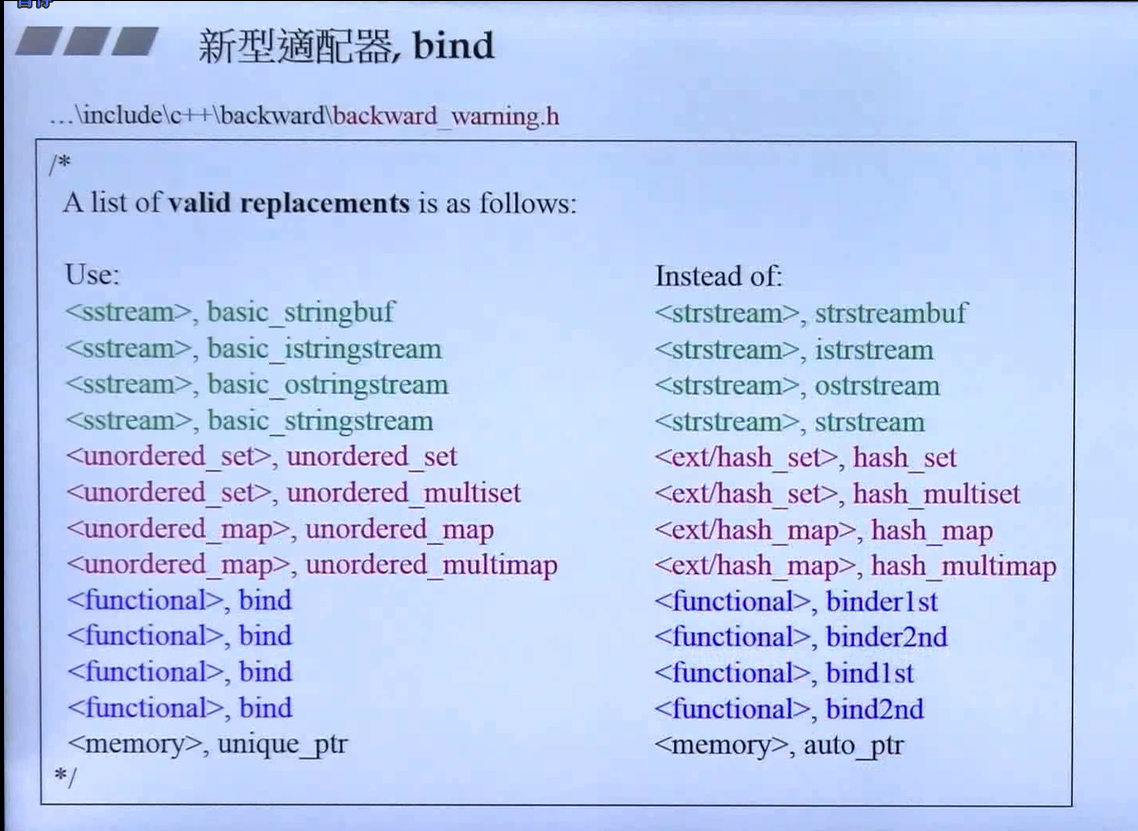 新型適配器, bind
…\include\c++\backward\backward_warning.h
/*
A list of valid replacements is as follows:
Use: Instead of:
<sstream>, basic_stringbuf <strstream>, strstreambuf
<sstream>, basic_istringstream <strstream>, istrstream
<sstream>, basic_ostringstream <strstream>, ostrstream
<sstream>, basic_stringstream <strstream>, strstream
<unordered_set>, unordered_set <ext/hash_set>, hash_set
<unordered_set>, unordered_multiset <ext/hash_set>, hash_multiset
<unordered_map>, unordered_map <ext/hash_map>, hash_map
<unordered_map>, unordered_multimap <ext/hash_map>, hash_multimap
<functional>, bind <functional>, binder1st
<functional>, bind <functional>, binder2nd
<functional>, bind <functional>, bind1st
<functional>, bind <functional>, bind2nd
<memory>, unique_ptr <memory>, auto_ptr
*/